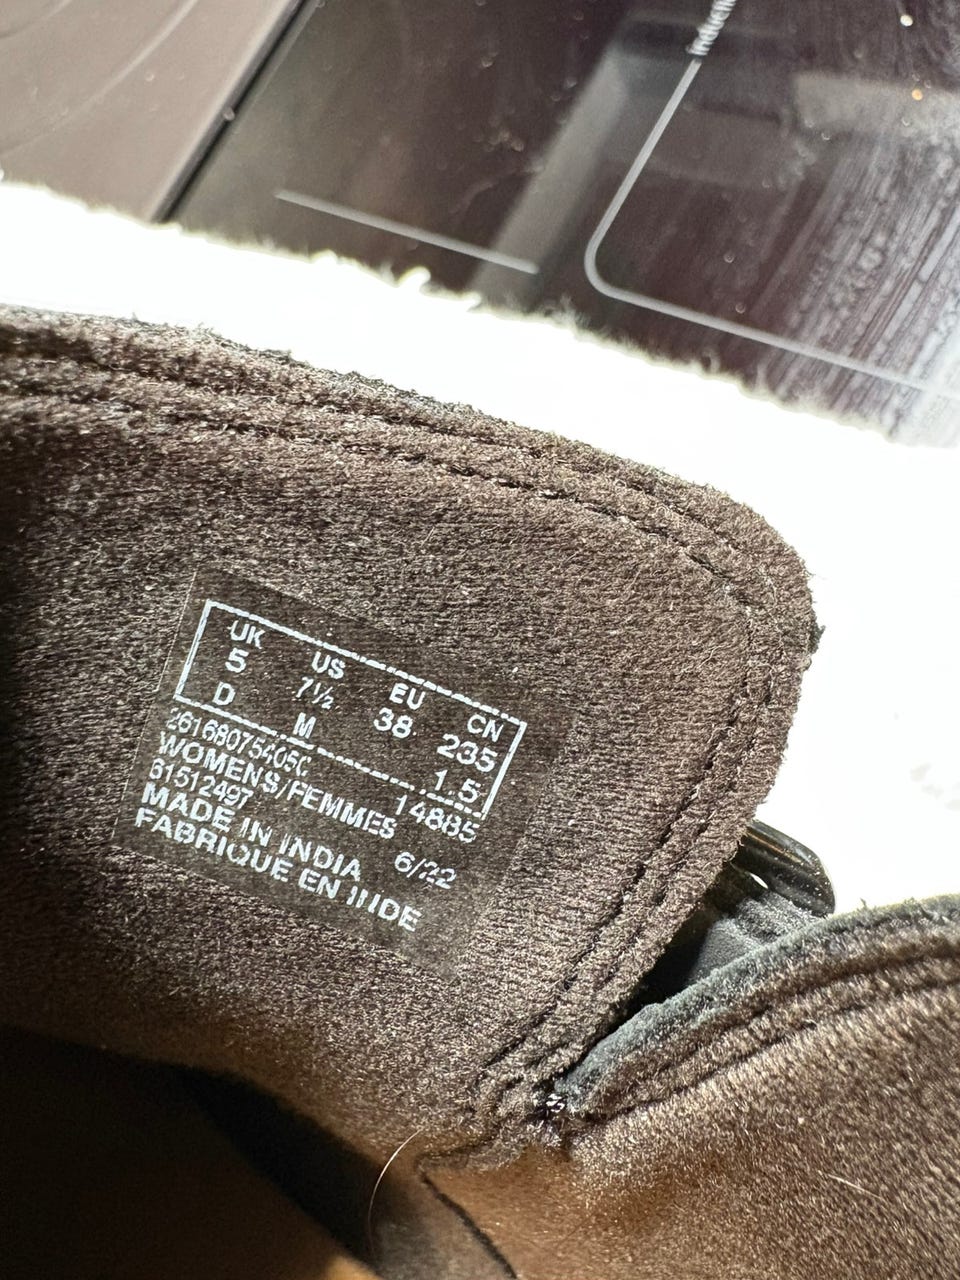 UK US EU CN
5 7½ 38 235
D M 1.5
261680754050 14885
WOMENS/FEMMES
61512497 6/22
MADE IN INDIA
FABRIQUE EN INDE